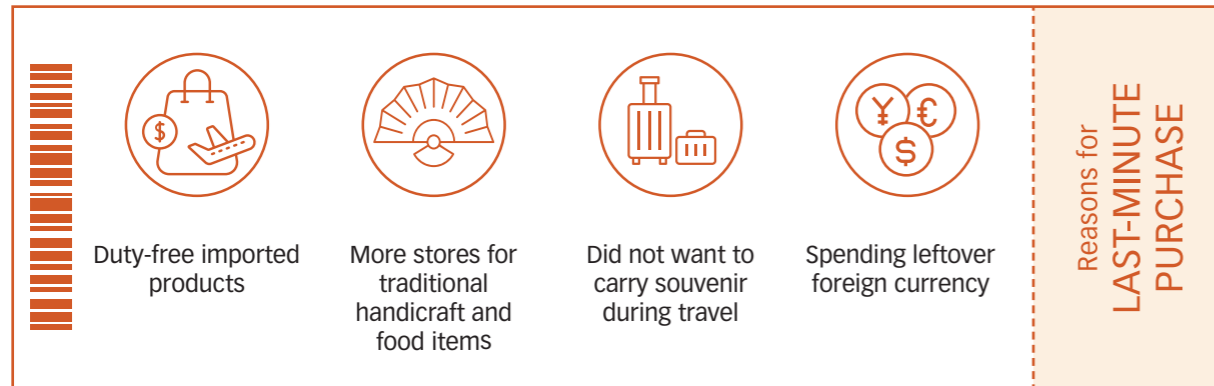 $
Duty-free imported
products
More stores for
traditional
handicraft and
food items
Did not want to
carry souvenir
during travel
¥ €
$
Spending leftover
foreign currency
Reasons for
LAST-MINUTE
PURCHASE